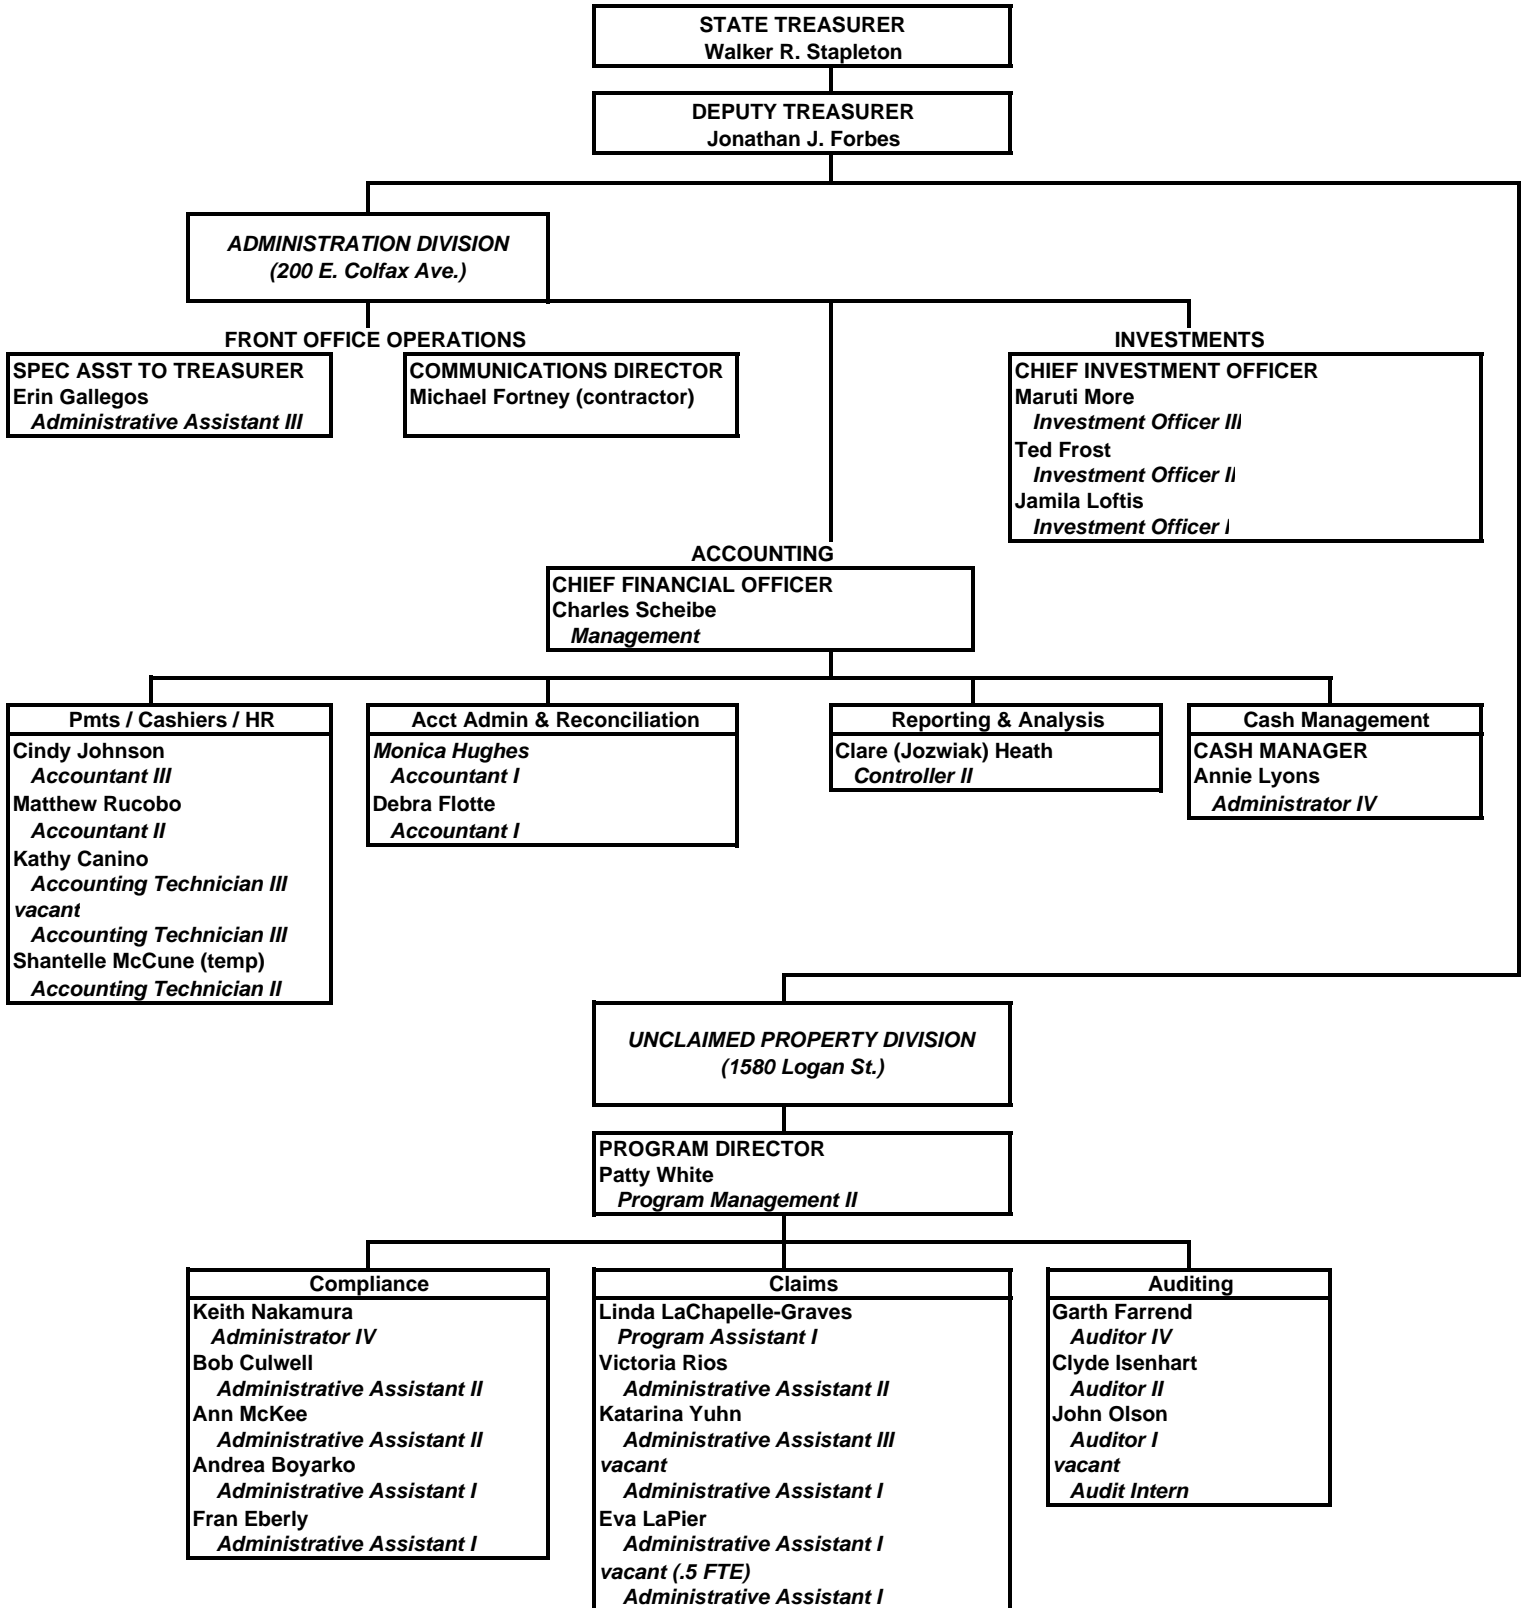 STATE TREASURER
Walker R. Stapleton
DEPUTY TREASURER
Jonathan J. Forbes
ADMINISTRATION DIVISION
(200 E. Colfax Ave.)
FRONT OFFICE OPERATIONS
SPEC ASST TO TREASURER
Erin Gallegos
Administrative Assistant III
COMMUNICATIONS DIRECTOR
Michael Fortney (contractor)
INVESTMENTS
CHIEF INVESTMENT OFFICER
Maruti More
Investment Officer III
Ted Frost
Investment Officer II
Jamila Loftis
Investment Officer I
ACCOUNTING
CHIEF FINANCIAL OFFICER
Charles Scheibe
Management
Pmts / Cashiers / HR
Cindy Johnson
Accountant III
Matthew Rucobo
Accountant II
Kathy Canino
Accounting Technician III
vacant
Accounting Technician III
Shantelle McCune (temp)
Accounting Technician II
Acct Admin & Reconciliation
Monica Hughes
Accountant I
Debra Flotte
Accountant I
Reporting & Analysis
Clare (Jozwiak) Heath
Controller II
Cash Management
CASH MANAGER
Annie Lyons
Administrator IV
UNCLAIMED PROPERTY DIVISION
(1580 Logan St.)
PROGRAM DIRECTOR
Patty White
Program Management II
Compliance
Keith Nakamura
Administrator IV
Bob Culwell
Administrative Assistant II
Ann McKee
Administrative Assistant II
Andrea Boyarko
Administrative Assistant I
Fran Eberly
Administrative Assistant I
Claims
Linda LaChapelle-Graves
Program Assistant I
Victoria Rios
Administrative Assistant II
Katarina Yuhn
Administrative Assistant III
vacant
Administrative Assistant I
Eva LaPier
Administrative Assistant I
vacant (.5 FTE)
Administrative Assistant I
Auditing
Garth Farrend
Auditor IV
Clyde Isenhart
Auditor II
John Olson
Auditor I
vacant
Audit Intern